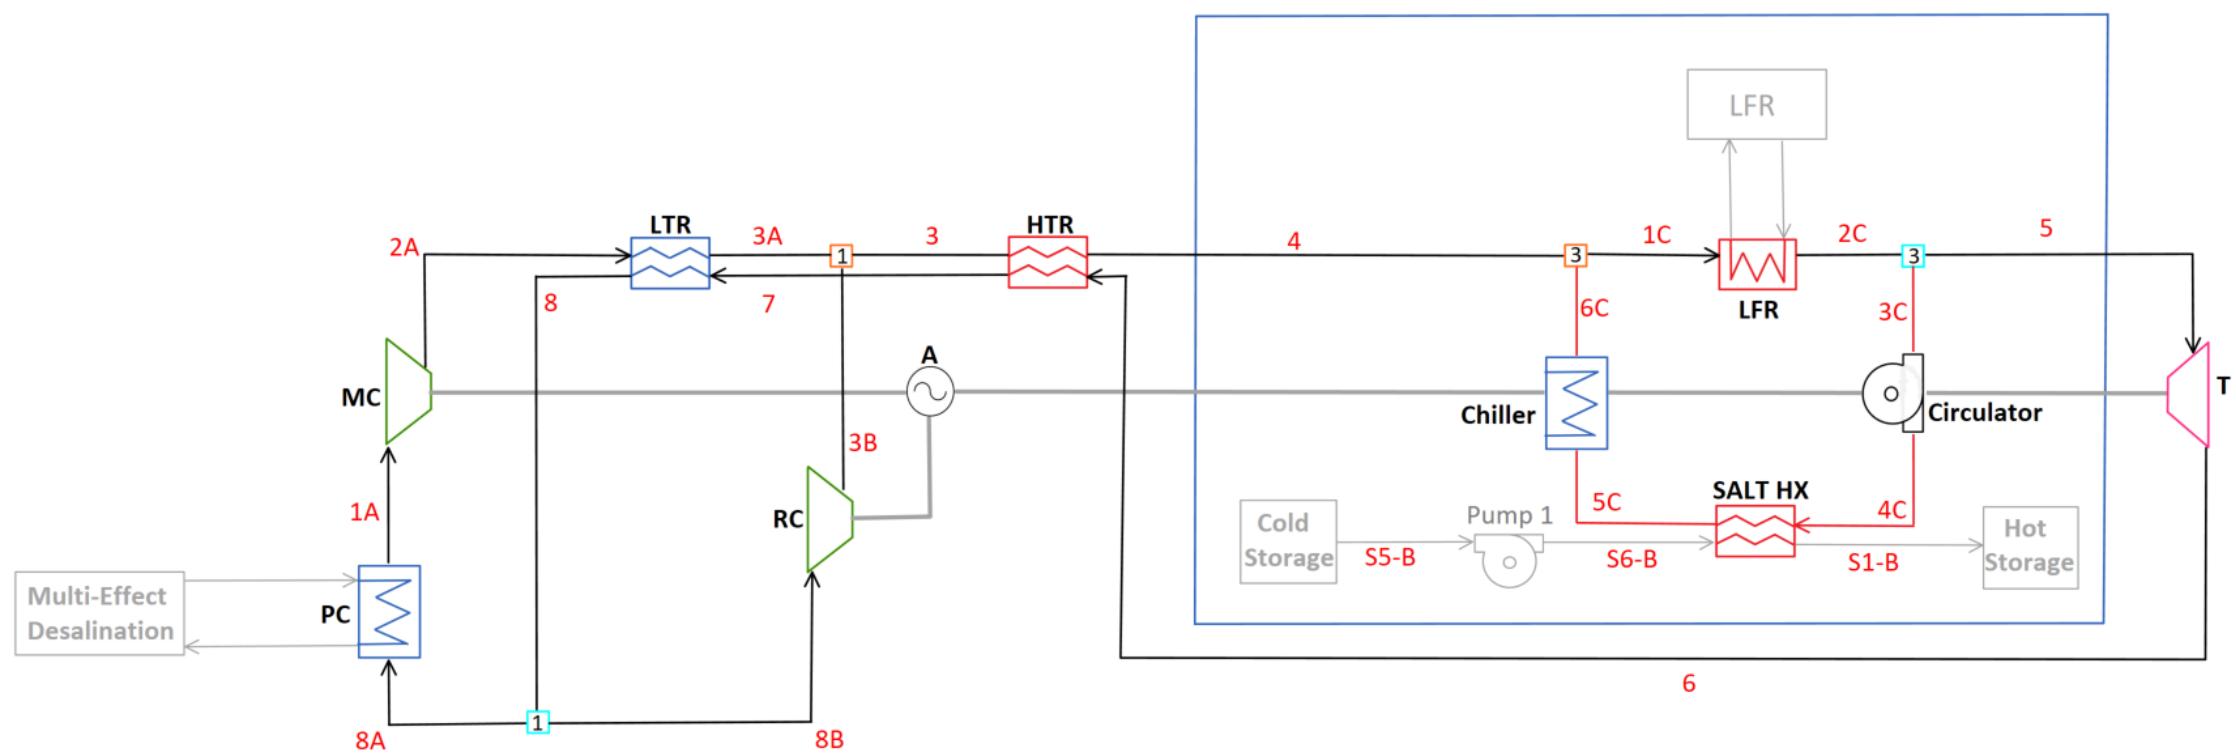 LFR
LTR
HTR
2A
3A
3
4
1C
2C
5
1
3
3
8
7
6C
LFR
3C
A
MC
T
Chiller
Circulator
3B
1A
RC
SALT HX
5C
4C
Cold
Storage
Pump 1
Hot
Storage
S5-B
S6-B
S1-B
Multi-Effect
Desalination
PC
6
1
8A
8B